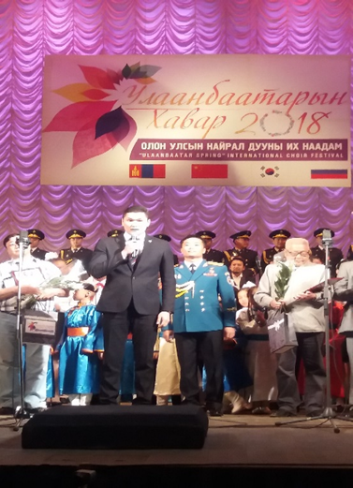 Улаанбаатарын
Хавар 2018
ОЛОН УЛСЫН НАЙРАЛ ДУУНЫ ИХ НААДАМ
"ULAANBAATAR SPRING" INTERNATIONAL CHOIR FESTIVAL